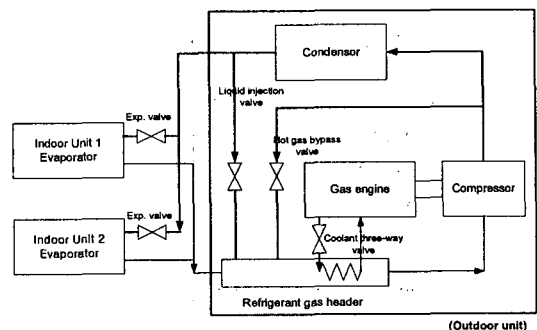 Condensor
Liquid injection
valve
Exp. valve
Hot gas bypass
valve
Indoor Unit 1
Evaporator
Gas engine
Compressor
Exp. valve
Indoor Unit 2
Evaporator
Coolant three-way
valve
Refrigerant gas header
(Outdoor unit)